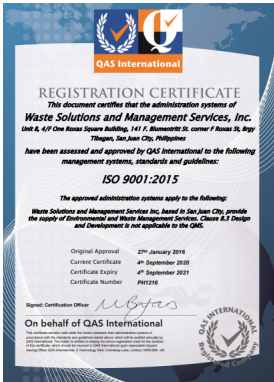 QAS International
REGISTRATION CERTIFICATE
This document certifies that the administration systems of
Waste Solutions and Management Services, Inc.
Unit B, 4/F One Roxas Square Building, 141 F. Blumentritt St. corner F Roxas St, Brgy
Tibagan, San Juan City, Philippines
have been assessed and approved by QAS International to the following
management systems, standards and guidelines:
ISO 9001:2015
The approved administration systems apply to the following:
Waste Solutions and Management Services Inc, based in San Juan City, provide
the supply of Environmental and Waste Management Services. Clause 8.3 Design
and Development is not applicable to the QMS.
Original Approval 27th January 2016
Current Certificate 4th September 2020
Certificate Expiry 4th September 2021
Certificate Number PH1216
Signed: Certification Officer
On behalf of QAS International
QAS INTERNATIONAL
Registered Company